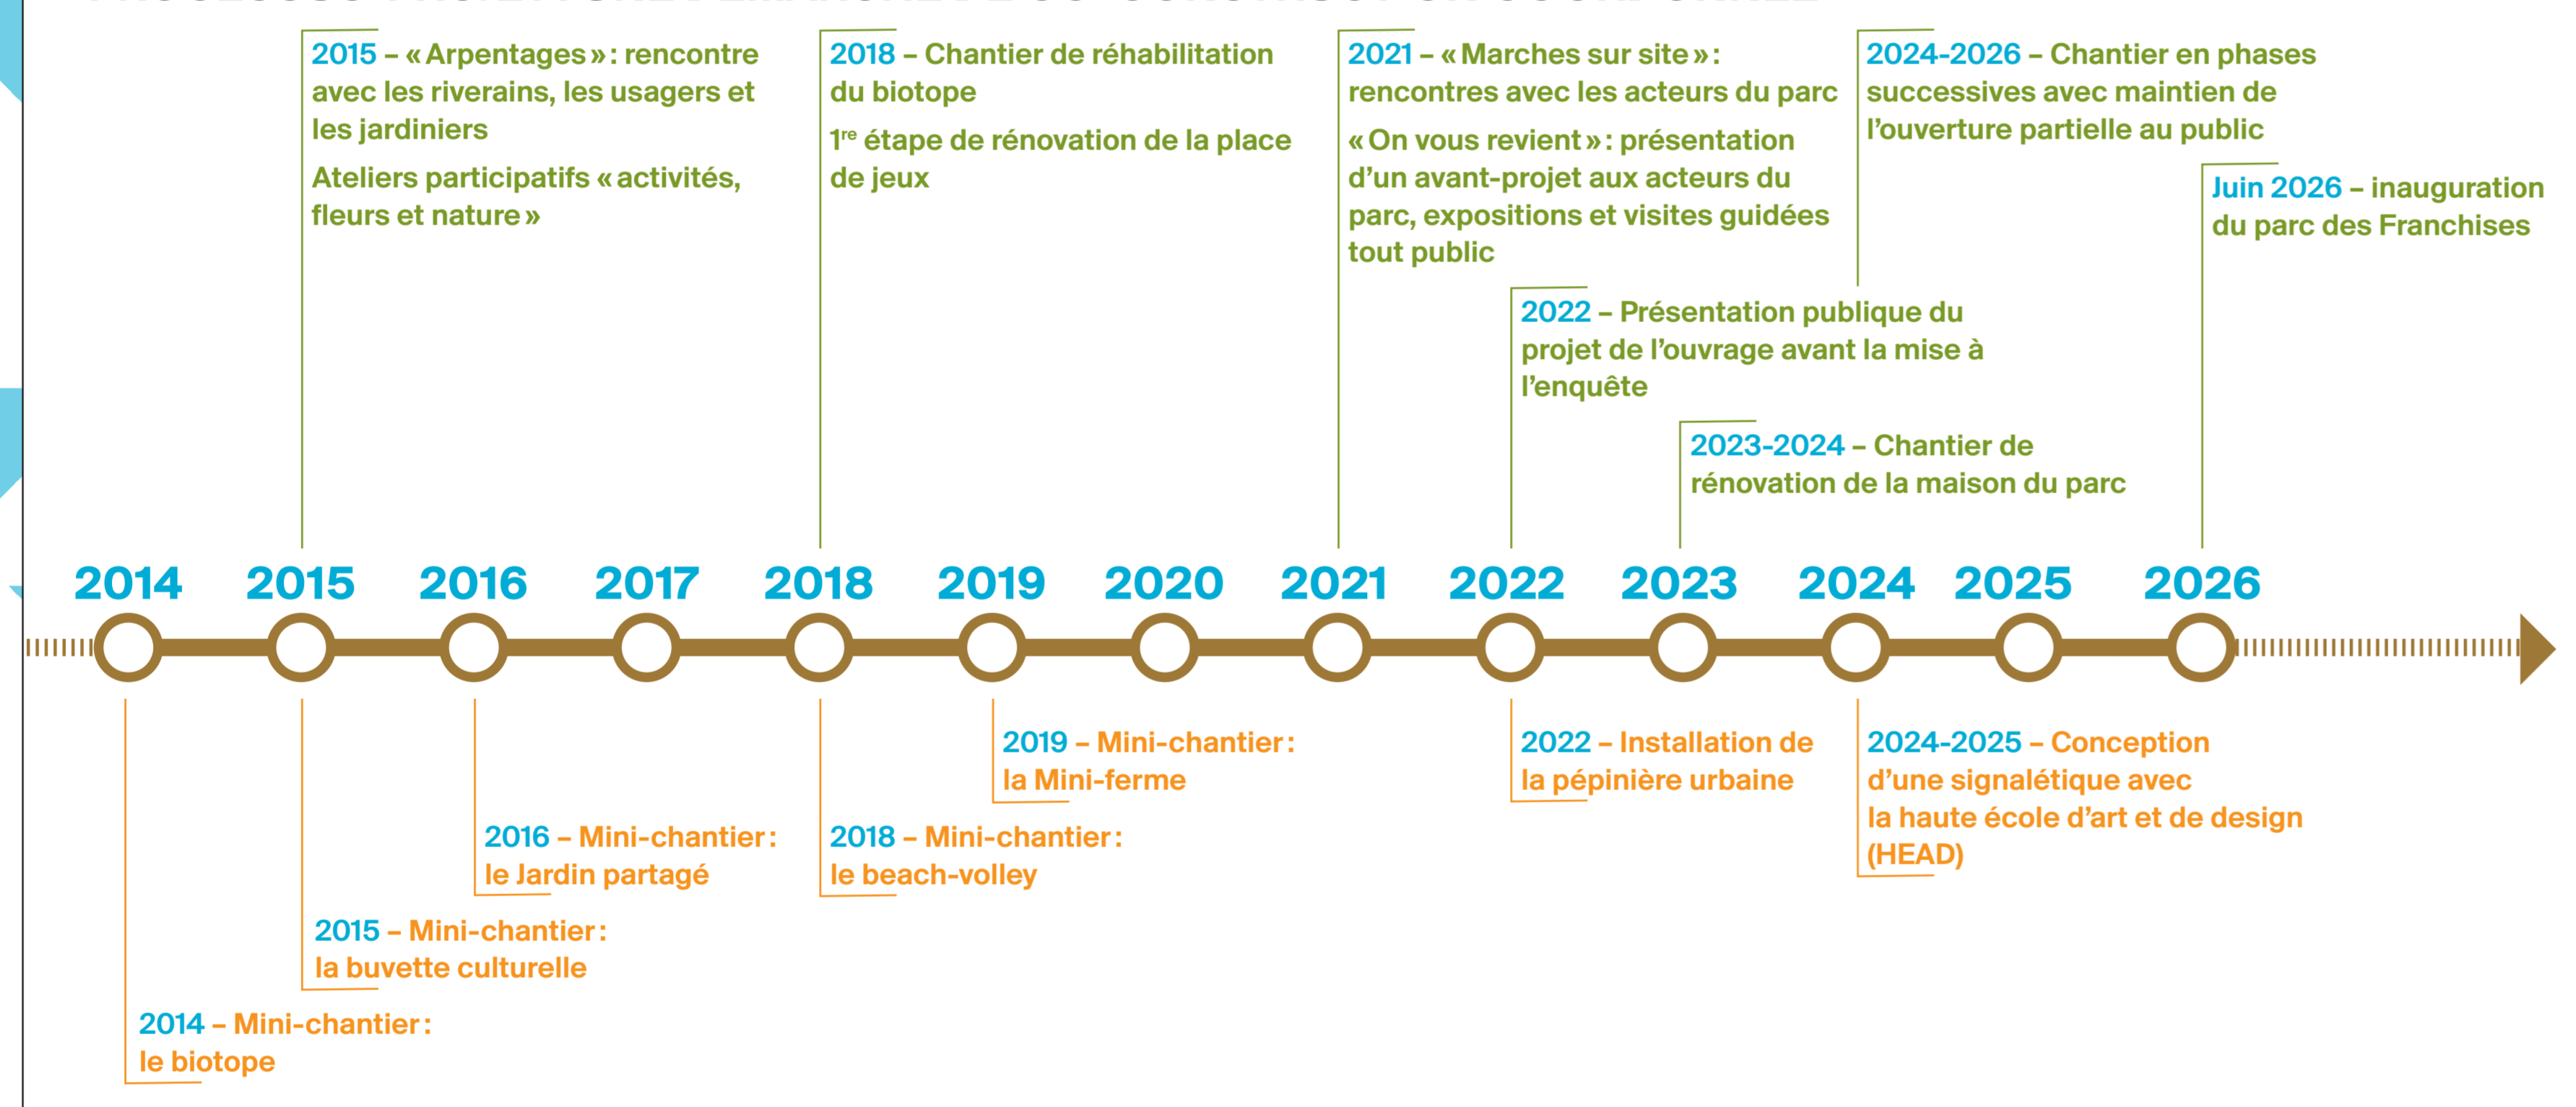 2015 – « Arpentages » : rencontre
avec les riverains, les usagers et
les jardiniers
Ateliers participatifs « activités,
fleurs et nature »
2018 – Chantier de réhabilitation
du biotope
1re étape de rénovation de la place
de jeux
2021 – « Marches sur site » :
rencontres avec les acteurs du parc
« On vous revient » : présentation
d’un avant-projet aux acteurs du
parc, expositions et visites guidées
tout public
2024-2026 – Chantier en phases
successives avec maintien de
l’ouverture partielle au public
Juin 2026 – inauguration
du parc des Franchises
2022 – Présentation publique du
projet de l’ouvrage avant la mise à
l’enquête
2023-2024 – Chantier de
rénovation de la maison du parc
2014 2015 2016 2017 2018 2019 2020 2021 2022 2023 2024 2025 2026
2019 – Mini-chantier :
la Mini-ferme
2022 – Installation de
la pépinière urbaine
2024-2025 – Conception
d’une signalétique avec
la haute école d’art et de design
(HEAD)
2016 – Mini-chantier :
le Jardin partagé
2018 – Mini-chantier :
le beach-volley
2015 – Mini-chantier :
la buvette culturelle
2014 – Mini-chantier :
le biotope